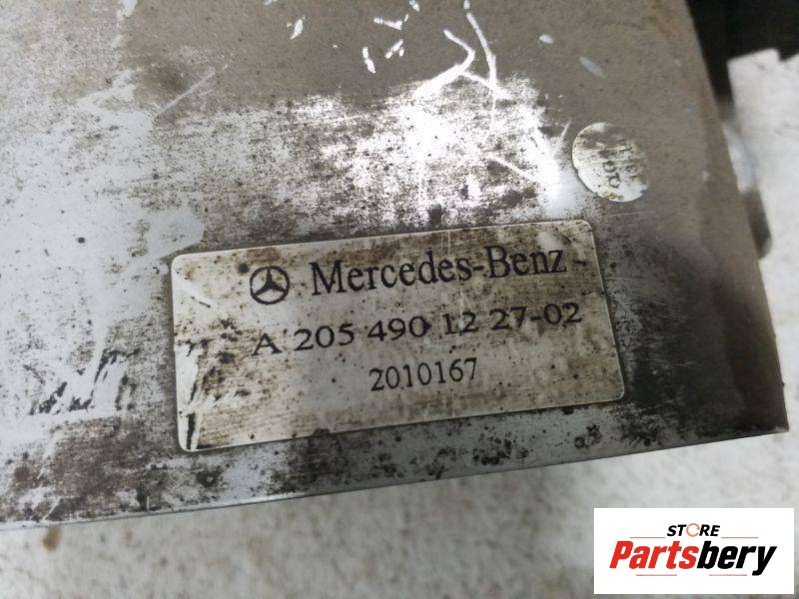 Mercedes-Benz
A 205 490 12 27-02
2010167
STORE
Partsbery